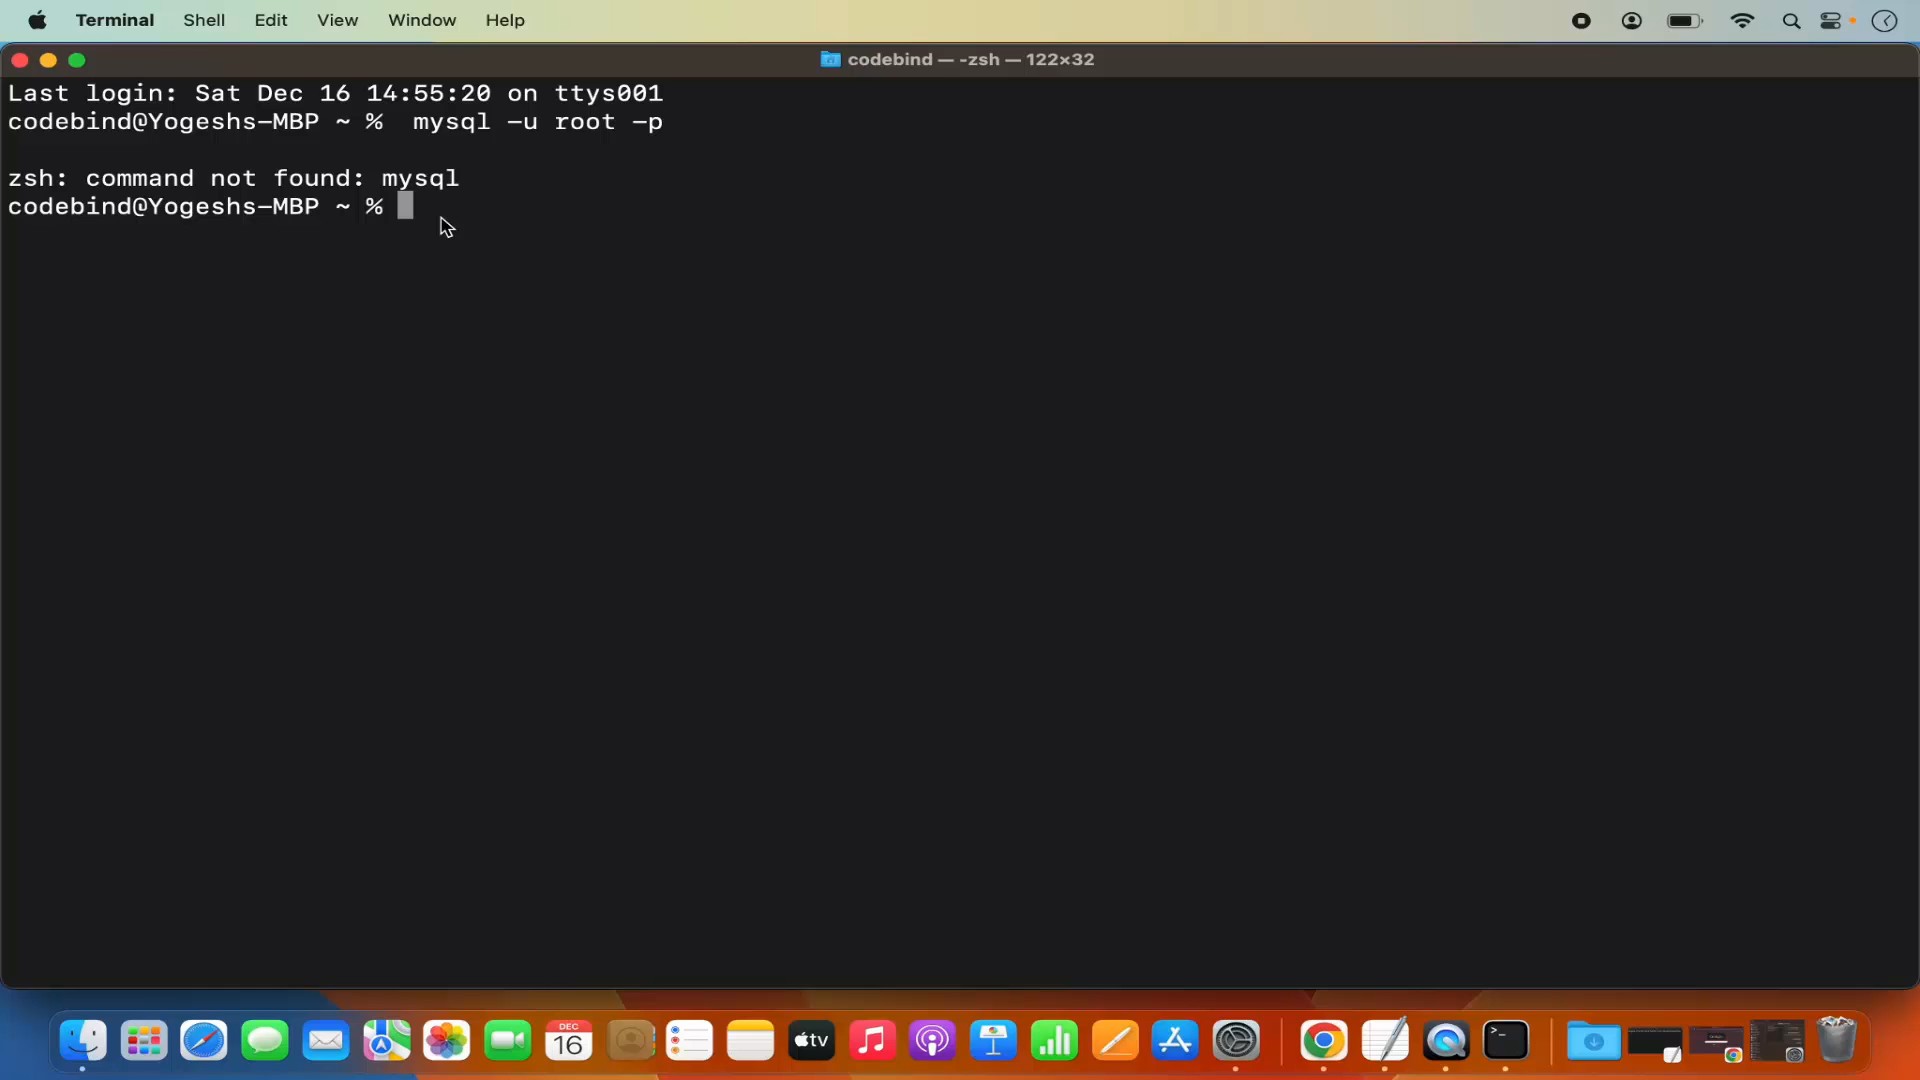 Terminal Shell Edit View Window Help
codebind — -zsh — 122×32
Last login: Sat Dec 16 14:55:20 on ttys001
codebind@Yogeshs-MBP ~ %  mysql -u root -p
zsh: command not found: mysql
codebind@Yogeshs-MBP ~ %
DEC
16
tv
>_